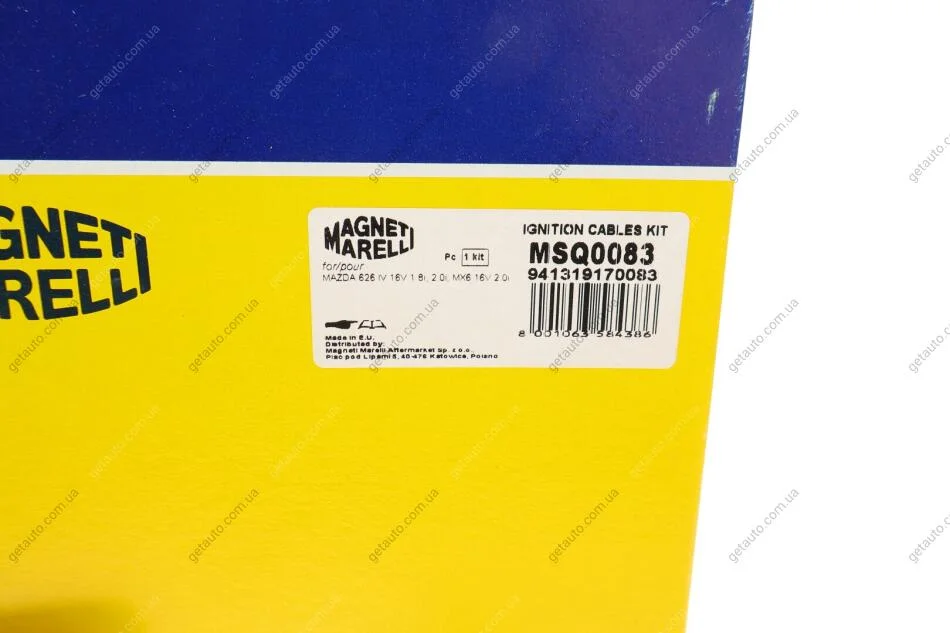 GNETI
ARELLI
MAGNETI
MARELLI
Pc 1 kit
for/pour
MAZDA 626 IV 16V 1.8i, 2.0i, MX6 16V 2.0i
IGNITION CABLES KIT
MSQ0083
941319170083
8 001063 584386
Made in E.U.
Distributed by:
Magneti Marelli Aftermarket Sp. z o.o.
Plac pod Lipami 5, 40-476 Katowice, Poland
getauto.com.ua